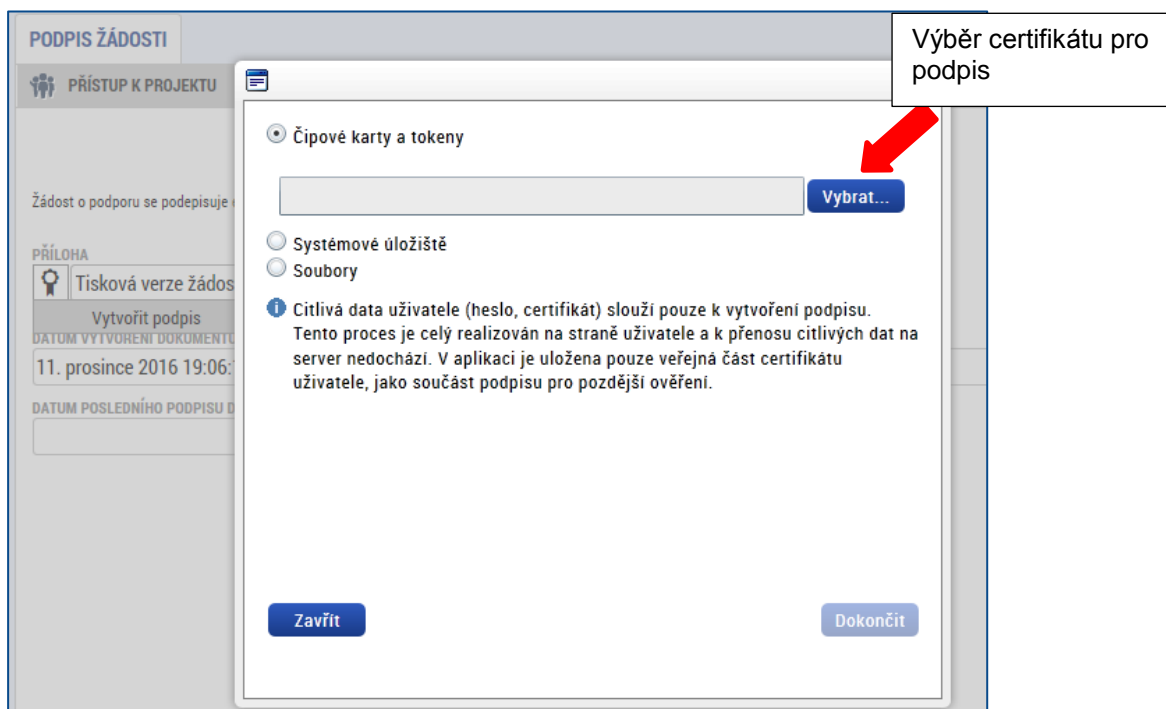 PODPIS ŽÁDOSTI
Výběr certifikátu pro
podpis
PŘÍSTUP K PROJEKTU
Čipové karty a tokeny
Vybrat...
Žádost o podporu se podepisuje
Systémové úložiště
Soubory
PŘÍLOHA
Tisková verze žádos
Vytvořit podpis
Citlivá data uživatele (heslo, certifikát) slouží pouze k vytvoření podpisu.
Tento proces je celý realizován na straně uživatele a k přenosu citlivých dat na
server nedochází. V aplikaci je uložena pouze veřejná část certifikátu
uživatele, jako součást podpisu pro pozdější ověření.
DATUM VYTVOŘENÍ DOKUMENTU
11. prosince 2016 19:06:
DATUM POSLEDNÍHO PODPISU D
Zavřít
Dokončit